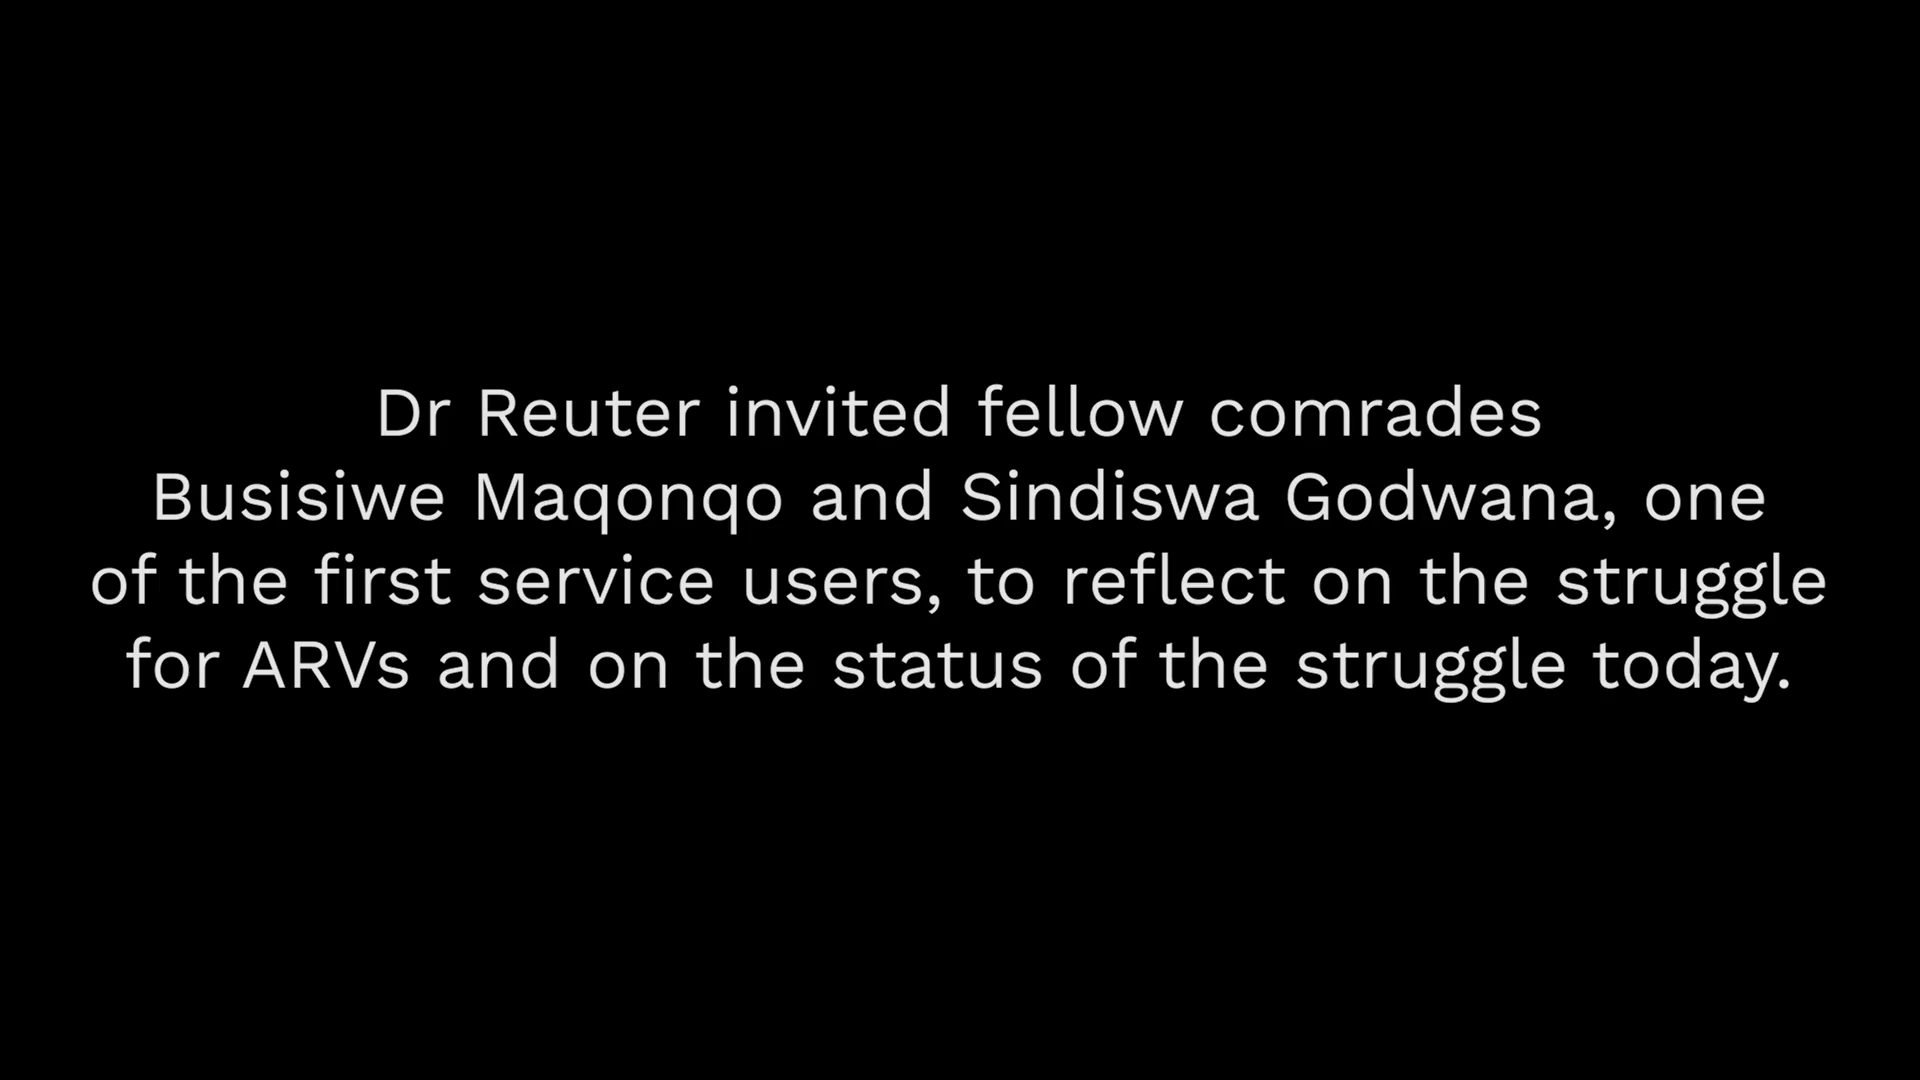 Dr Reuter invited fellow comrades
Busisiwe Maqonqo and Sindiswa Godwana, one
of the first service users, to reflect on the struggle
for ARVs and on the status of the struggle today.